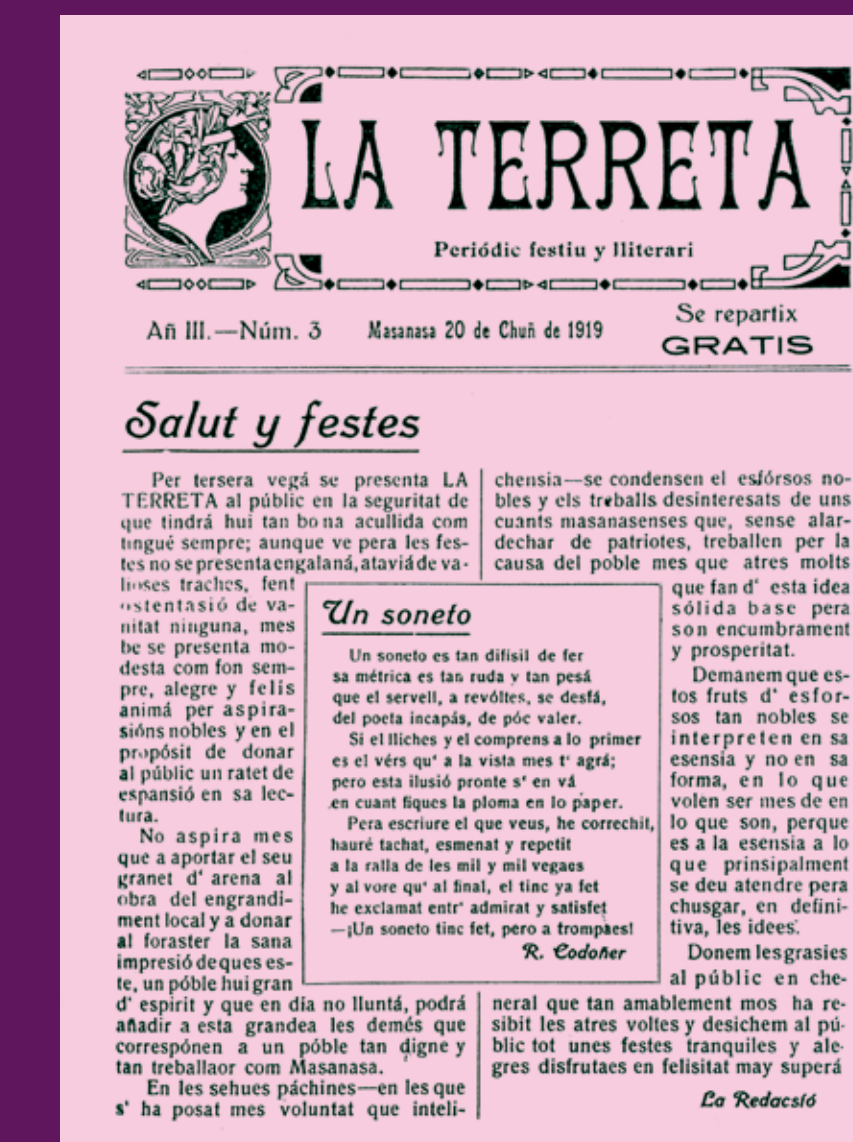 LA TERRETA
Periódic festiu y lliterari
Añ III.—Núm. 3
Masanasa 20 de Chuñ de 1919
Se repartix
GRATIS
Salut y festes
Per tersera vegá se presenta LA
TERRETA al públic en la seguritat de
que tindrá hui tan bona acullida com
tingué sempre; aunque ve pera les fes-
tes no se presenta engalaná, ataviá de va-
lioses traches, fent
ostentasió de va-
nitat ninguna, mes
be se presenta mo-
desta com fon sem-
pre, alegre y felís
animá per aspira-
sións nobles y en el
propósit de donar
al públic un ratet de
espansió en sa lec-
tura.
No aspira mes
que a aportar el seu
granet d' arena al
obra del engrandi-
ment local y a donar
al foraster la sana
impresió de ques es-
te, un póble hui gran
d' espirit y que en dia no lluntá, podrá
añadir a esta grandea les demés que
correspónen a un póble tan digne y
tan treballaor com Masanasa.
En les sehues páchines—en les que
s' ha posat mes voluntat que inteli-
chensia—se condensen el esfórsos no-
bles y els treballs desinteresats de uns
cuants masanasenses que, sense alar-
dechar de patriotes, treballen per la
causa del poble mes que atres molts
que fan d' esta idea
sólida base pera
son encumbrament
y prosperitat.
Demanem que es-
tos fruts d' esfor-
sos tan nobles se
interpreten en sa
esensia y no en sa
forma, en lo que
volen ser mes de en
lo que son, perque
es a la esensia a lo
que prinsipalment
se deu atendre pera
chusgar, en defini-
tiva, les idees.
Donem les grasies
al públic en che-
neral que tan amablement mos ha re-
sibit les atres voltes y desichem al pú-
blic tot unes festes tranquiles y ale-
gres disfrutaes en felisitat may superá
La Redacsió
Un soneto
Un soneto es tan difisil de fer
sa métrica es tan ruda y tan pesá
que el servell, a revóltes, se desfá,
del poeta incapás, de póc valer.
Si el lliches y el comprens a lo primer
es el vérs qu' a la vista mes t' agrá;
pero esta ilusió pronte s' en vá
en cuant fiques la ploma en lo paper.
Pera escriure el que veus, he correchit,
hauré tachat, esmenat y repetit
a la ralla de les mil y mil vegaes
y al vore qu' al final, el tinc ya fet
he exclamat entr' admirat y satisfet
—¡Un soneto tinc fet, pero a trompaes!
R. Codoñer